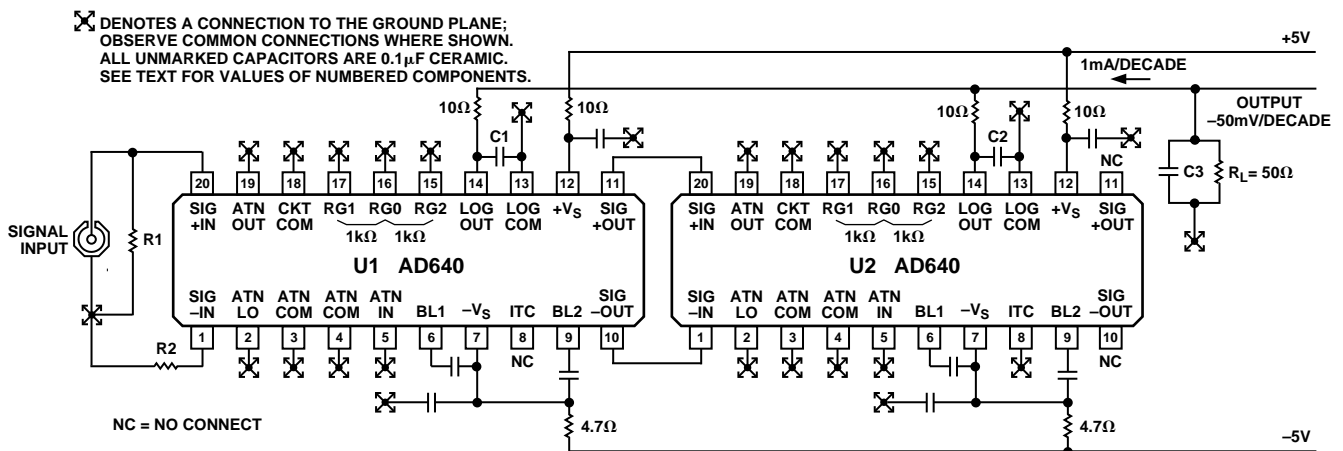 DENOTES A CONNECTION TO THE GROUND PLANE;
OBSERVE COMMON CONNECTIONS WHERE SHOWN.
ALL UNMARKED CAPACITORS ARE 0.1μF CERAMIC.
SEE TEXT FOR VALUES OF NUMBERED COMPONENTS.
+5V
1mA/DECADE
OUTPUT
–50mV/DECADE
10Ω
C1
10Ω
10Ω
C2
10Ω
NC
C3
RL = 50Ω
SIGNAL
INPUT
R1
R2
20 19 18 17 16 15 14 13 12 11
SIG +IN
ATN OUT
CKT COM
RG1
RG0
RG2
LOG OUT
LOG COM
+VS
SIG +OUT
1kΩ 1kΩ
U1 AD640
SIG –IN
ATN LO
ATN COM
ATN COM
ATN IN
BL1
–VS
ITC
BL2
SIG –OUT
1 2 3 4 5 6 7 8 9 10
NC
20 19 18 17 16 15 14 13 12 11
SIG +IN
ATN OUT
CKT COM
RG1
RG0
RG2
LOG OUT
LOG COM
+VS
SIG +OUT
1kΩ 1kΩ
U2 AD640
SIG –IN
ATN LO
ATN COM
ATN COM
ATN IN
BL1
–VS
ITC
BL2
SIG –OUT
1 2 3 4 5 6 7 8 9 10
NC
4.7Ω
4.7Ω
NC = NO CONNECT
–5V